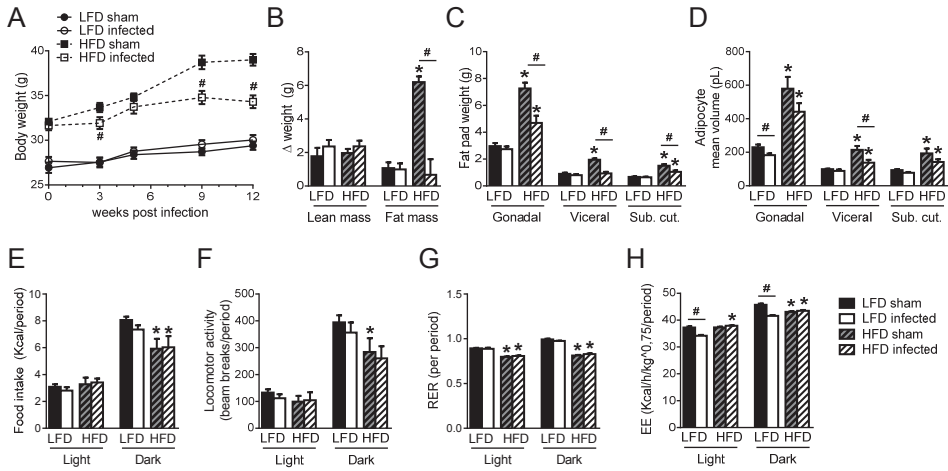 A
LFD sham
LFD infected
HFD sham
HFD infected
Body weight (g)
40
35
30
25
#
#
#
0
3
6
9
12
weeks post infection
B
Δ weight (g)
8
6
4
2
0
*
#
LFD HFD LFD HFD
Lean mass Fat mass
C
Fat pad weight (g)
10
8
6
4
2
0
*
#
*
*
#
*
#
*
LFD HFD LFD HFD LFD HFD
Gonadal Viceral Sub. cut.
D
Adipocyte
mean volume (pL)
800
600
400
200
0
#
*
*
*
#
*
*
*
LFD HFD LFD HFD LFD HFD
Gonadal Viceral Sub. cut.
E
Food intake (Kcal/period)
10
8
6
4
2
0
* *
LFD HFD LFD HFD
Light Dark
F
Locomotor activity
(beam breaks/period)
500
400
300
200
100
0
*
LFD HFD LFD HFD
Light Dark
G
RER (per period)
1.5
1.0
0.5
0.0
* *
* *
LFD HFD LFD HFD
Light Dark
H
EE (Kcal/h/kg^0,75/period)
50
40
30
20
10
0
#
*
#
* *
LFD HFD LFD HFD
Light Dark
LFD sham
LFD infected
HFD sham
HFD infected